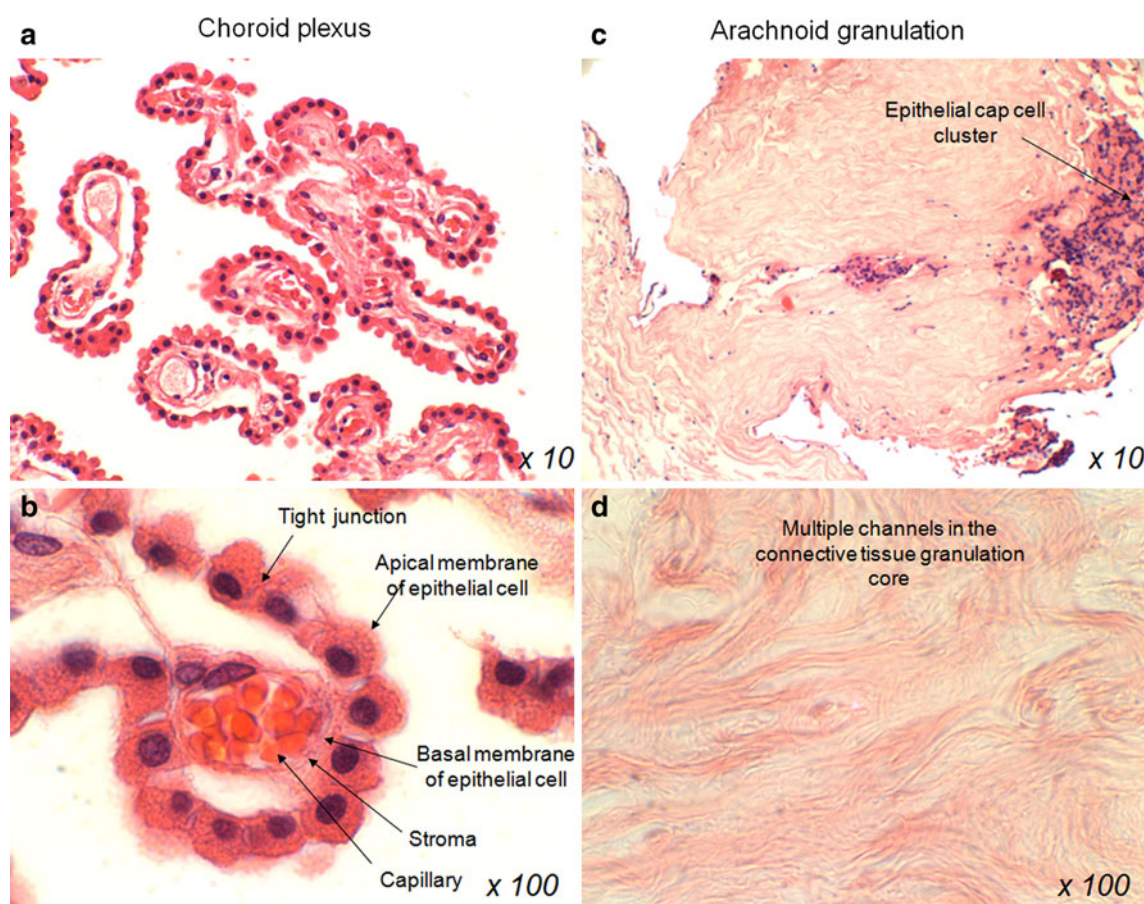 a
Choroid plexus
x 10
b
Tight junction
Apical membrane
of epithelial cell
Basal membrane
of epithelial cell
Stroma
Capillary
x 100
c
Arachnoid granulation
Epithelial cap cell
cluster
x 10
d
Multiple channels in the
connective tissue granulation
core
x 100